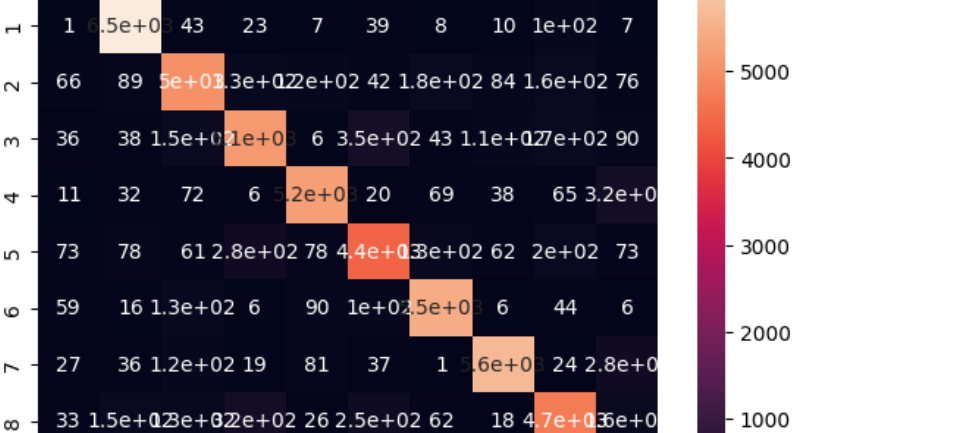 1 1 6.5e+03 43 23 7 39 8 10 1e+02 7
2 66 89 5e+03 1.3e+02 1.2e+02 42 1.8e+02 84 1.6e+02 76
3 36 38 1.5e+02 5.1e+03 6 3.5e+02 43 1.1e+02 1.7e+02 90
4 11 32 72 6 5.2e+03 20 69 38 65 3.2e+0
5 73 78 61 2.8e+02 78 4.4e+03 1.3e+02 62 2e+02 73
6 59 16 1.3e+02 6 90 1e+02 5.5e+03 6 44 6
7 27 36 1.2e+02 19 81 37 1 5.6e+03 24 2.8e+0
8 33 1.5e+02 1.3e+02 3.2e+02 26 2.5e+02 62 18 4.7e+03 1.6e+0
5000
4000
3000
2000
1000